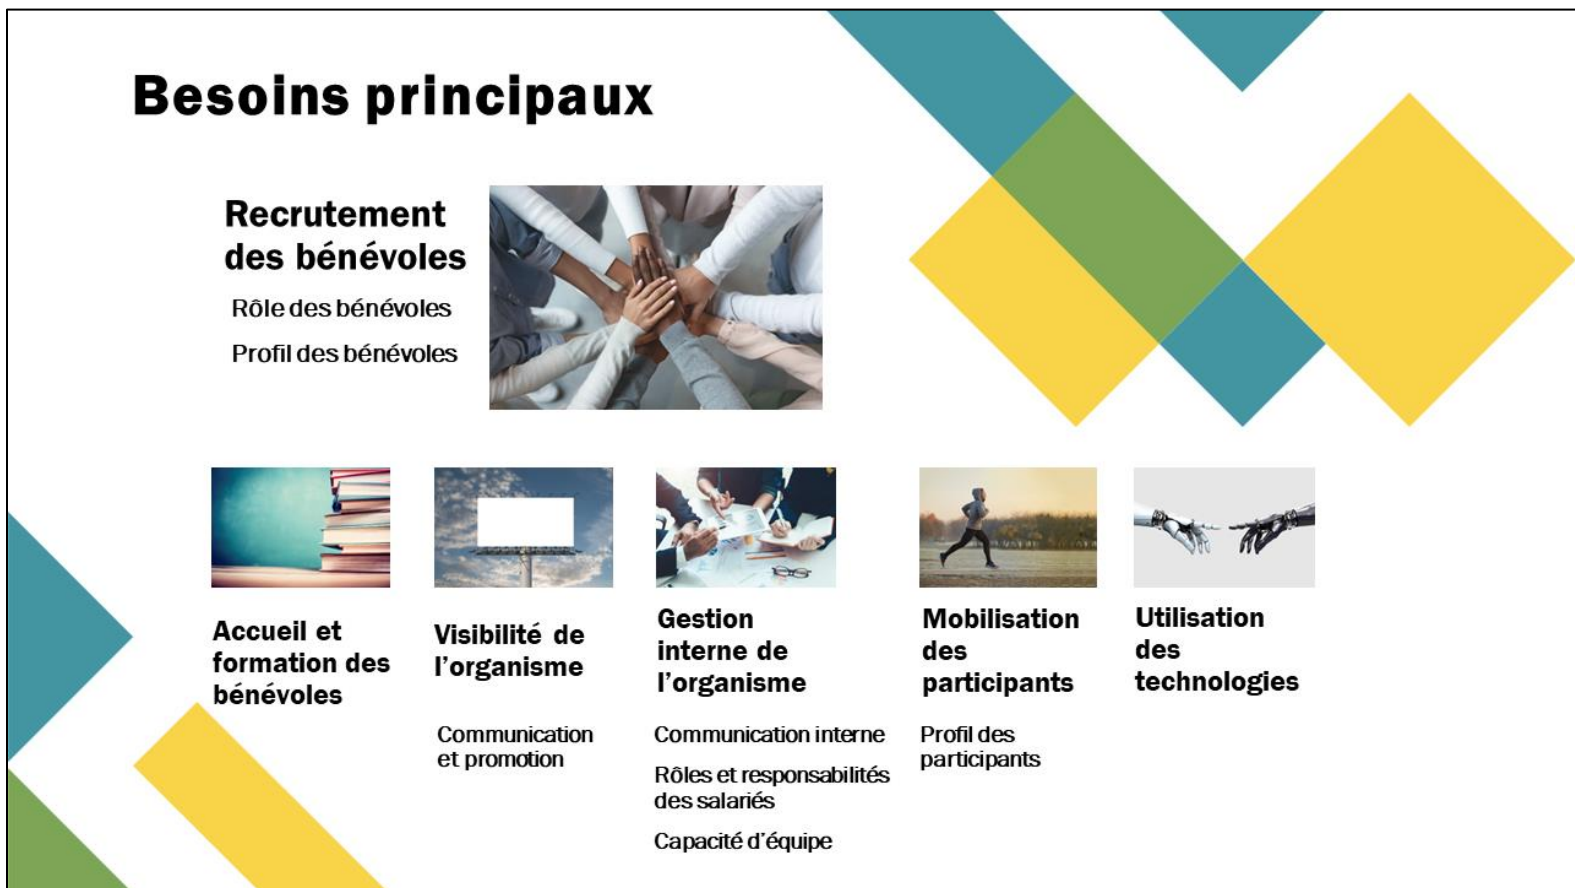 Besoins principaux
Recrutement
des bénévoles
Rôle des bénévoles
Profil des bénévoles
Accueil et
formation des
bénévoles
Visibilité de
l’organisme
Communication
et promotion
Gestion
interne de
l’organisme
Communication interne
Rôles et responsabilités
des salariés
Capacité d’équipe
Mobilisation
des
participants
Profil des
participants
Utilisation
des
technologies